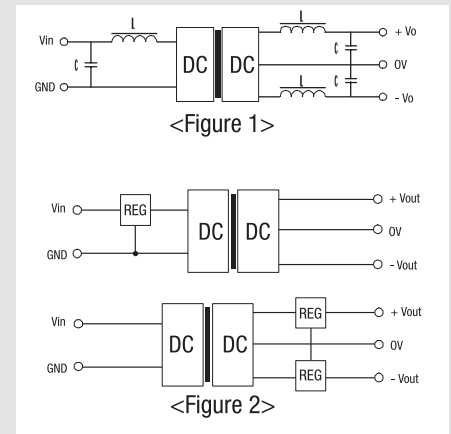 L
L
Vin
+ Vo
C
C
DC
DC
0V
C
GND
L
- Vo
<Figure 1>
Vin
REG
+ Vout
DC
DC
0V
GND
- Vout
REG
+ Vout
Vin
DC
DC
0V
GND
REG
- Vout
<Figure 2>